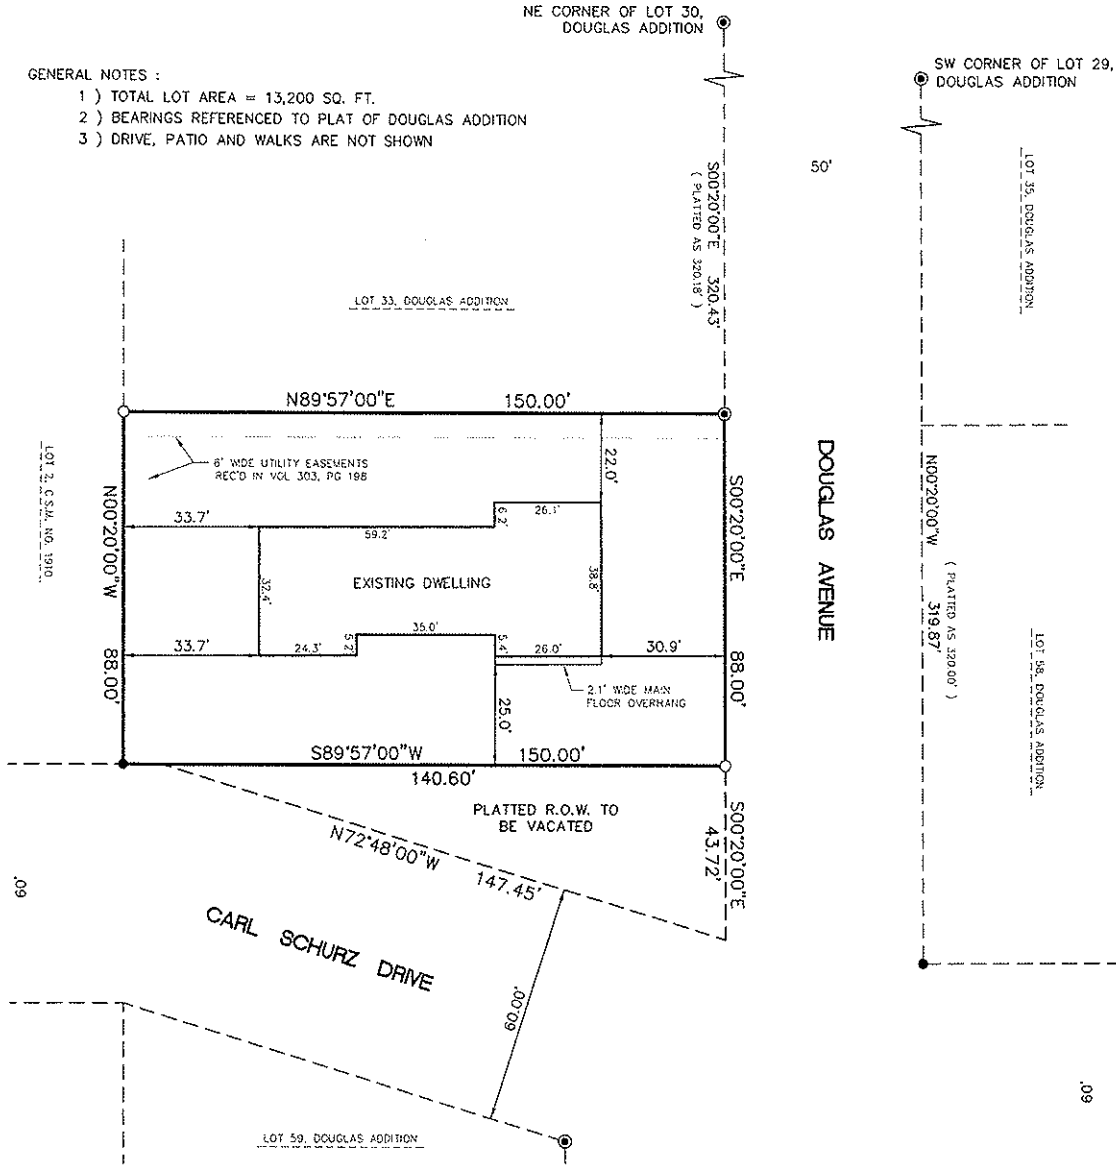 NE CORNER OF LOT 30,
DOUGLAS ADDITION
SW CORNER OF LOT 29,
DOUGLAS ADDITION
GENERAL NOTES :
1 ) TOTAL LOT AREA = 13,200 SQ. FT.
2 ) BEARINGS REFERENCED TO PLAT OF DOUGLAS ADDITION
3 ) DRIVE, PATIO AND WALKS ARE NOT SHOWN
50'
S00°20'00"E 320.43'
( PLATTED AS 320.18' )
LOT 35, DOUGLAS ADDITION
LOT 33, DOUGLAS ADDITION
N89°57'00"E 150.00'
6' WIDE UTILITY EASEMENTS
REC'D IN VOL 303, PG 198
22.0'
LOT 2, C.S.M. NO. 1910
N00°20'00"W 88.00'
33.7'
59.2'
6.2'
26.1'
S00°20'00"E 88.00'
DOUGLAS AVENUE
N00°20'00"W 319.87'
( PLATTED AS 320.00' )
LOT 58, DOUGLAS ADDITION
32.4'
EXISTING DWELLING
38.8'
33.7'
24.3'
5.2'
35.0'
5.4'
26.0'
30.9'
2.1' WIDE MAIN
FLOOR OVERHANG
25.0'
S89°57'00"W 150.00'
140.60'
PLATTED R.O.W. TO
BE VACATED
S00°20'00"E
43.72'
N72°48'00"W 147.45'
60'
CARL SCHURZ DRIVE
60.00'
60'
LOT 59, DOUGLAS ADDITION